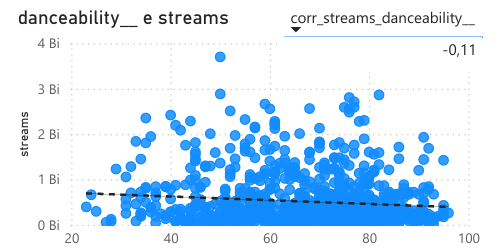 danceability__ e streams
corr_streams_danceability__
-0,11
4 Bi
3 Bi
2 Bi
1 Bi
0 Bi
streams
20 40 60 80 100